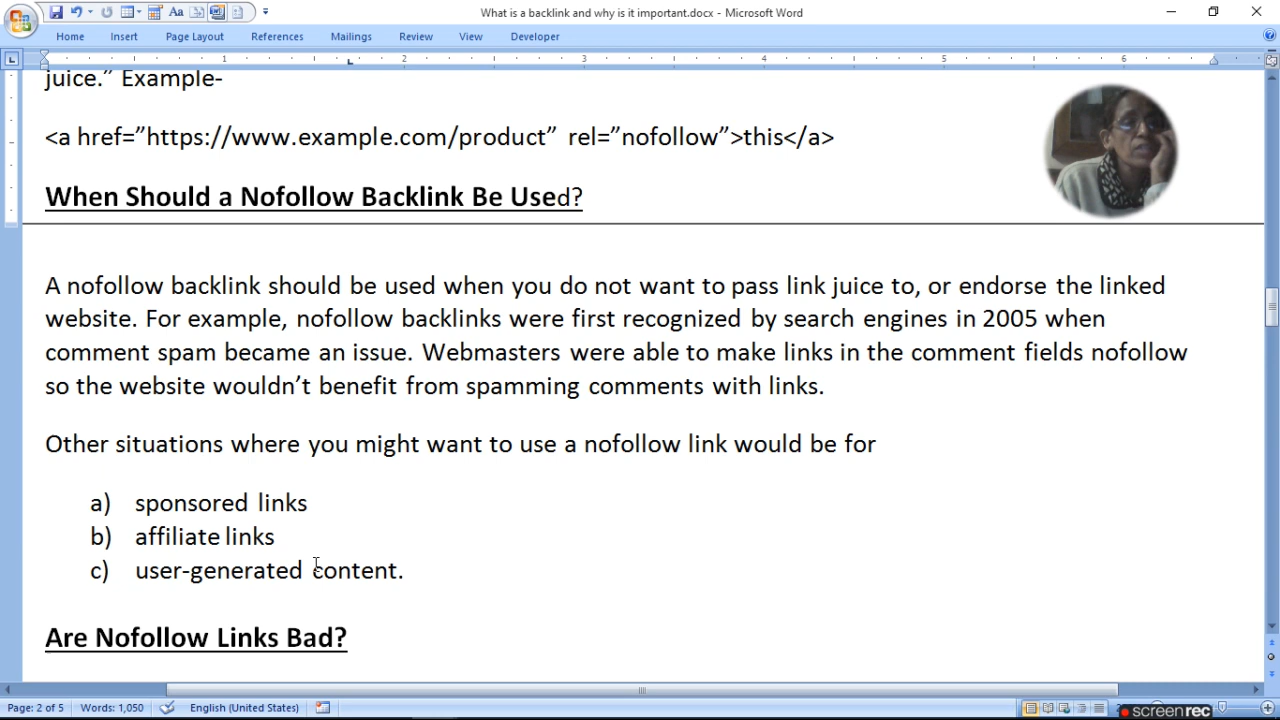 What is a backlink and why is it important.docx - Microsoft Word
Home Insert Page Layout References Mailings Review View Developer
1 2 3 4 5 6
juice.” Example-
<a href=”https://www.example.com/product” rel=”nofollow”>this</a>
When Should a Nofollow Backlink Be Used?
A nofollow backlink should be used when you do not want to pass link juice to, or endorse the linked
website. For example, nofollow backlinks were first recognized by search engines in 2005 when
comment spam became an issue. Webmasters were able to make links in the comment fields nofollow
so the website wouldn’t benefit from spamming comments with links.
Other situations where you might want to use a nofollow link would be for
a) sponsored links
b) affiliate links
c) user-generated content.
Are Nofollow Links Bad?
Page: 2 of 5 Words: 1,050 English (United States)
screenrec